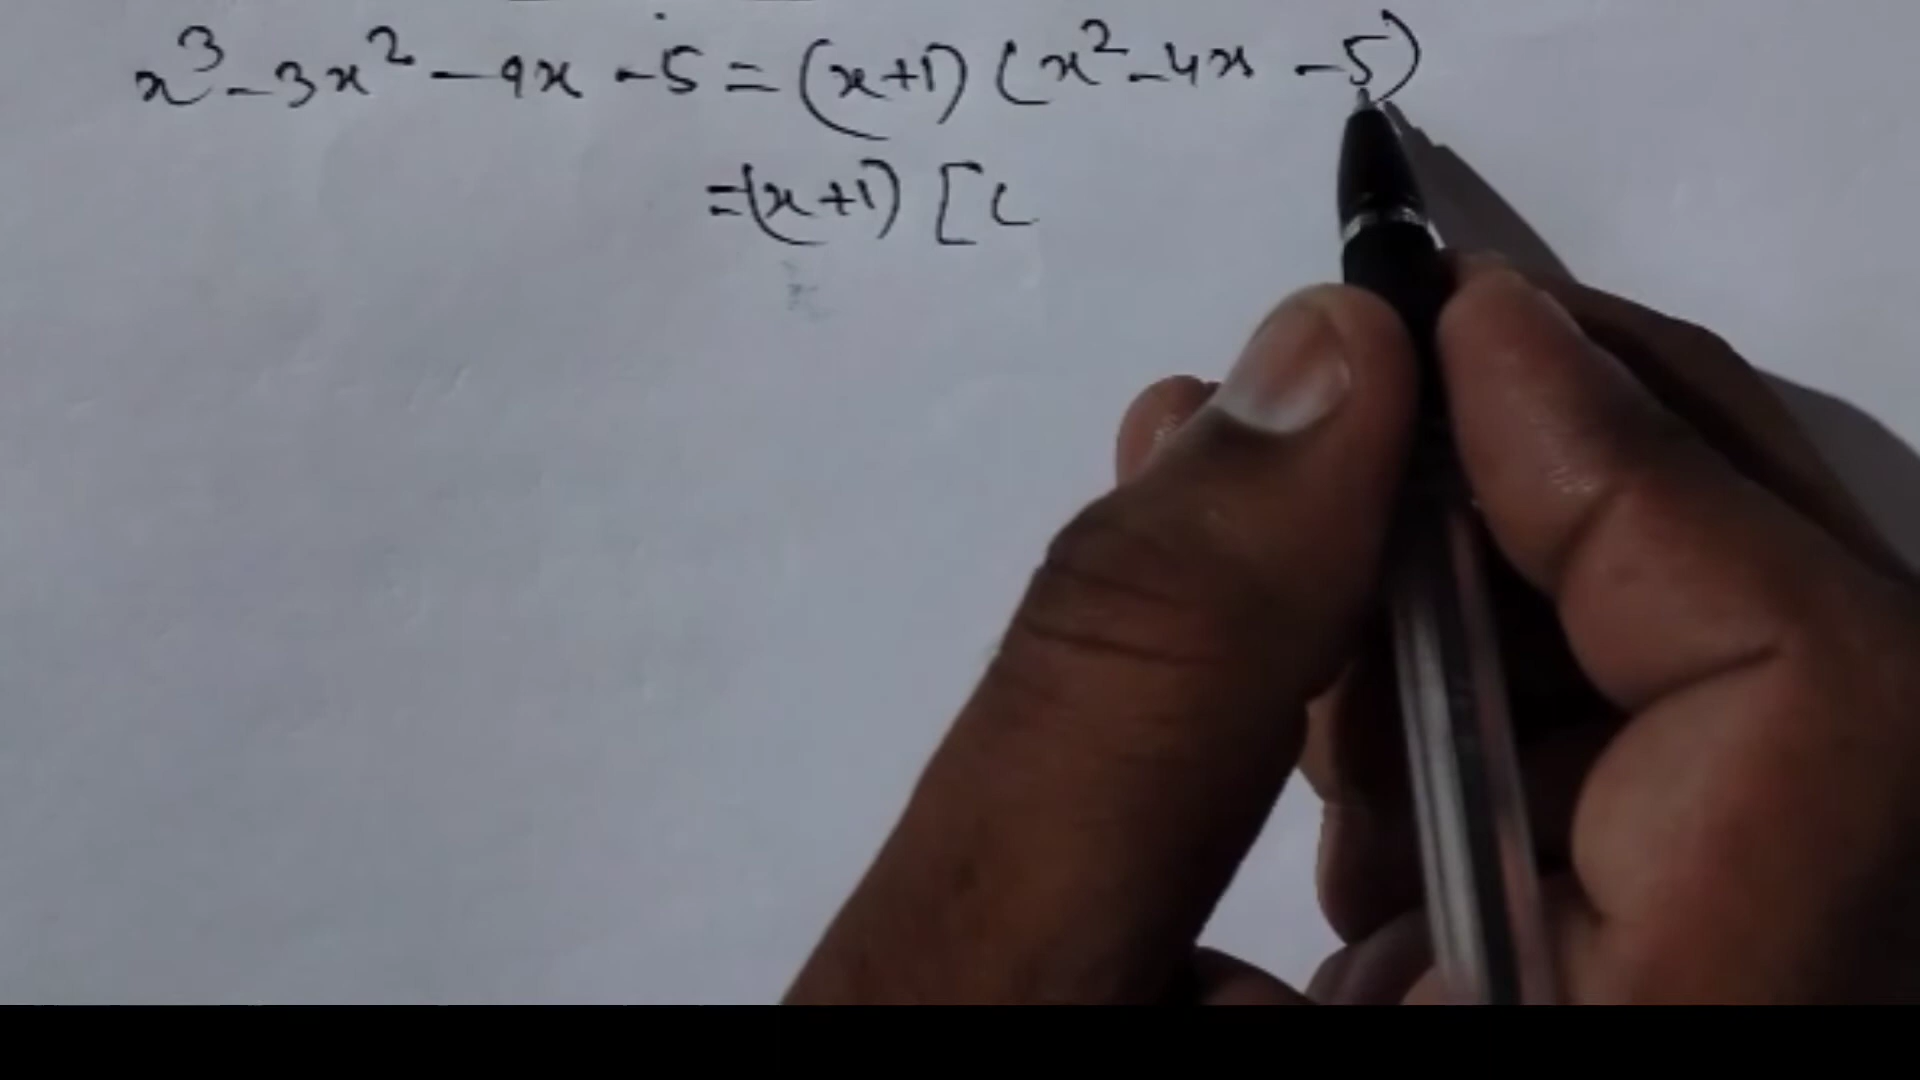 x³ - 3x² - 9x - 5 = (x+1) (x² - 4x - 5)
= (x+1) [(